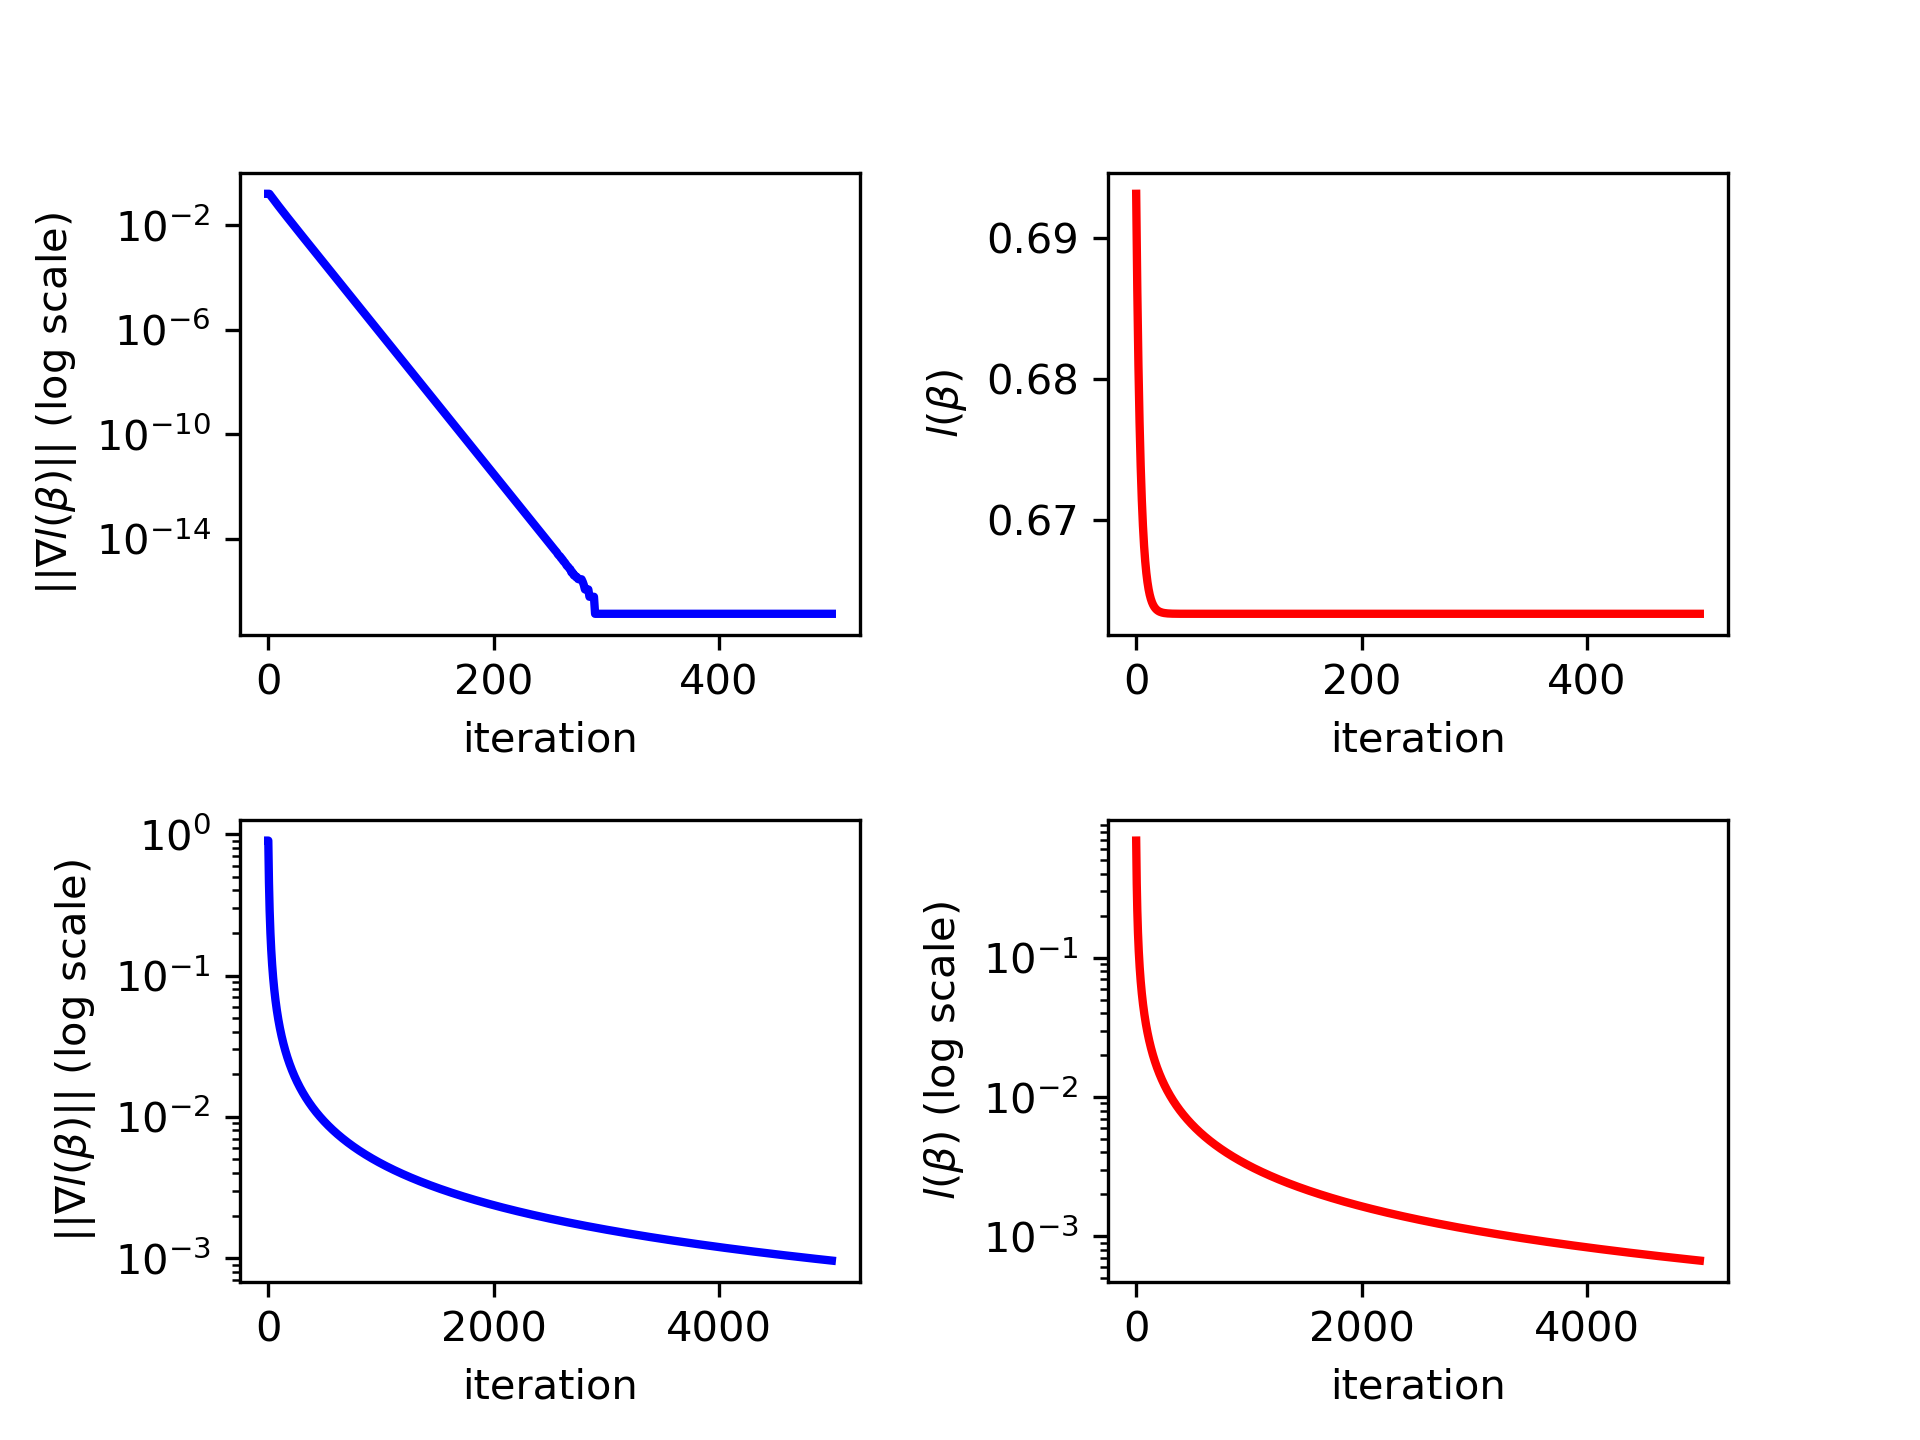 ||∇l(β)|| (log scale)
10⁻²
10⁻⁶
10⁻¹⁰
10⁻¹⁴
0 200 400
iteration
l(β)
0.69
0.68
0.67
0 200 400
iteration
||∇l(β)|| (log scale)
10⁰
10⁻¹
10⁻²
10⁻³
0 2000 4000
iteration
l(β) (log scale)
10⁻¹
10⁻²
10⁻³
0 2000 4000
iteration